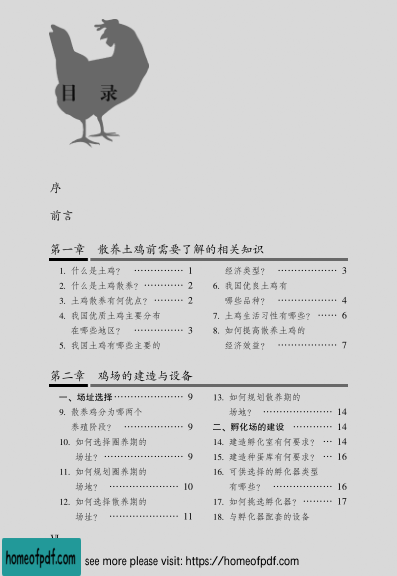 目 录
序
前言
第一章 散养土鸡前需要了解的相关知识
1. 什么是土鸡? …………… 1
2. 什么是土鸡散养? ………… 2
3. 土鸡散养有何优点? ……… 2
4. 我国优质土鸡主要分布
在哪些地区? …………… 3
5. 我国土鸡有哪些主要的
经济类型? ……………… 3
6. 我国优良土鸡有
哪些品种? ……………… 4
7. 土鸡生活习性有哪些? …… 6
8. 如何提高散养土鸡的
经济效益? ……………… 7
第二章 鸡场的建造与设备
一、场址选择 ………………… 9
9. 散养鸡分为哪两个
养殖阶段? ……………… 9
10. 如何选择圈养期的
场址? …………………… 9
11. 如何规划圈养期的
场地? ………………… 10
12. 如何选择散养期的
场址? ………………… 11
13. 如何规划散养期的
场地? ………………… 14
二、孵化场的建设 ………… 14
14. 建造孵化室有何要求? … 14
15. 建造种蛋库有何要求? … 16
16. 可供选择的孵化器类型
有哪些? ……………… 16
17. 如何挑选孵化器? ……… 17
18. 与孵化器配套的设备
homeofpdf.com
see more please visit: https://homeofpdf.com